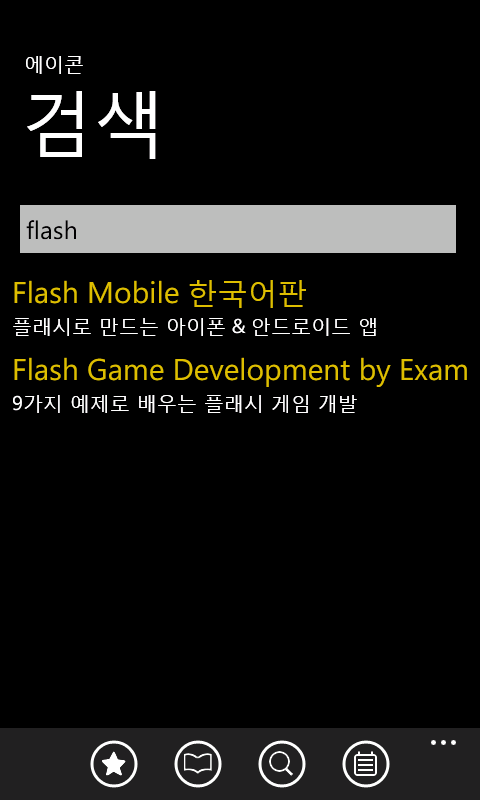 에이콘
검색
flash
Flash Mobile 한국어판
플래시로 만드는 아이폰 & 안드로이드 앱
Flash Game Development by Exam
9가지 예제로 배우는 플래시 게임 개발